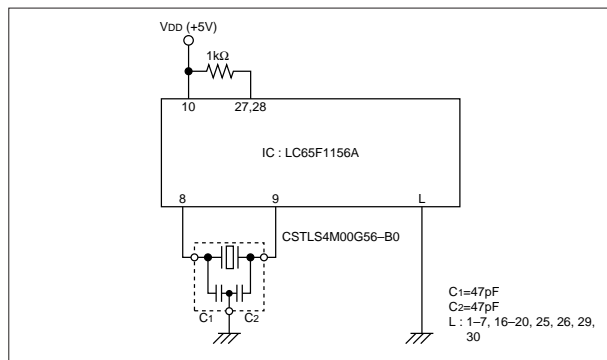 VDD (+5V)
1kΩ
10
27,28
IC : LC65F1156A
8
9
L
CSTLS4M00G56–B0
C1
C2
C1=47pF
C2=47pF
L : 1–7, 16–20, 25, 26, 29,
30